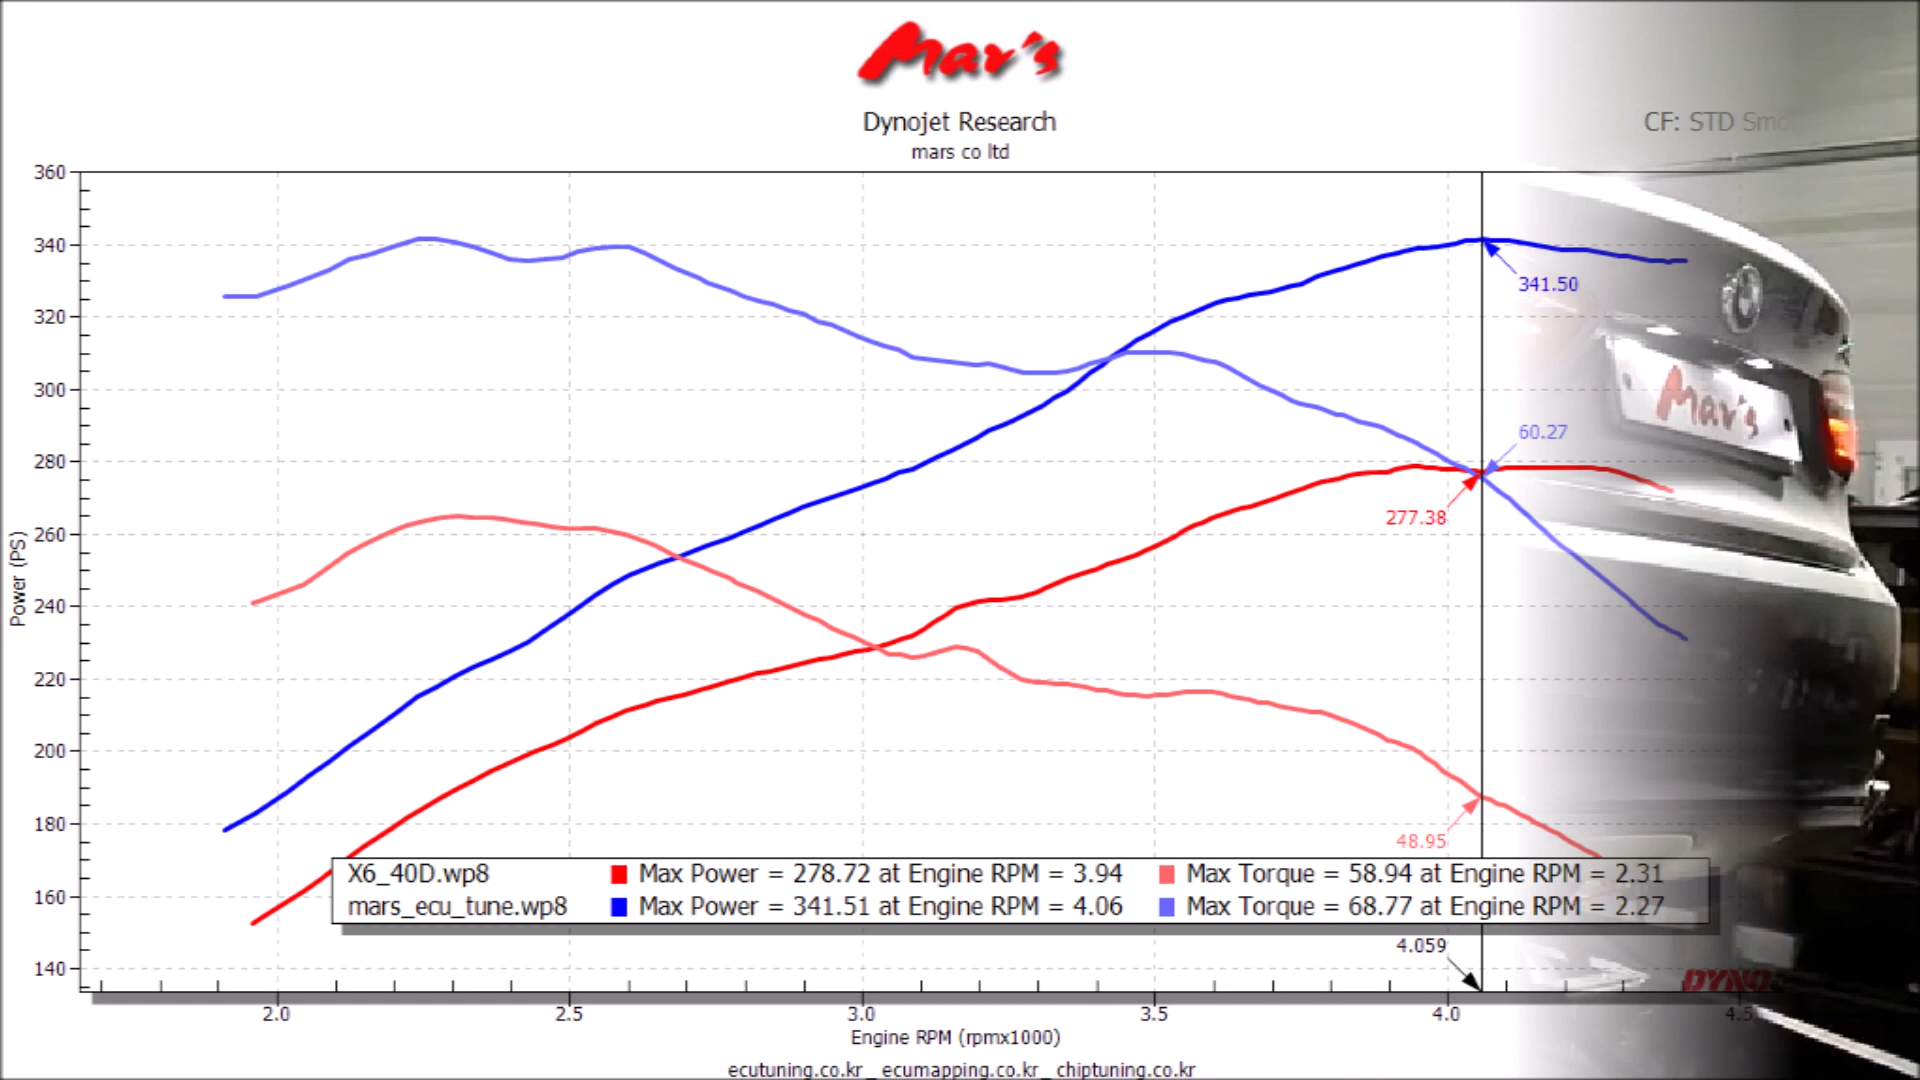 Mar's
Dynojet Research
mars co ltd
CF: STD
360
340
320
300
280
260
240
220
200
180
160
140
Power (PS)
341.50
60.27
277.38
48.95
Mar's
X6_40D.wp8 Max Power = 278.72 at Engine RPM = 3.94 Max Torque = 58.94 at Engine RPM = 2.31
mars_ecu_tune.wp8 Max Power = 341.51 at Engine RPM = 4.06 Max Torque = 68.77 at Engine RPM = 2.27
4.059
DYNO
2.0 2.5 3.0 3.5 4.0 4.5
Engine RPM (rpmx1000)
ecutuning.co.kr_ ecumapping.co.kr_ chiptuning.co.kr